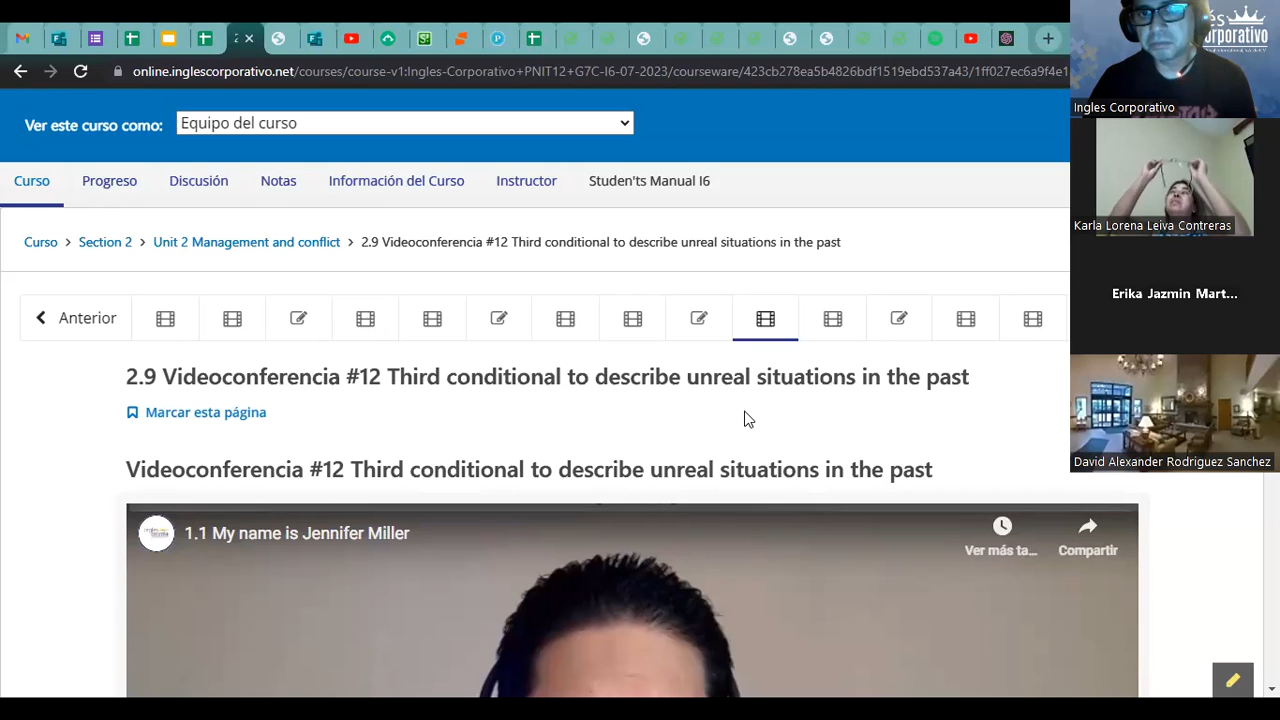 2
online.inglescorporativo.net/courses/course-v1:Ingles-Corporativo+PNIT12+G7C-I6-07-2023/courseware/423cb278ea5b4826bdf1519ebd537a43/1ff027ec6a9f4e1
Ver este curso como:
Equipo del curso
Curso
Progreso
Discusión
Notas
Información del Curso
Instructor
Studen'ts Manual I6
Curso > Section 2 > Unit 2 Management and conflict > 2.9 Videoconferencia #12 Third conditional to describe unreal situations in the past
Anterior
2.9 Videoconferencia #12 Third conditional to describe unreal situations in the past
Marcar esta página
Videoconferencia #12 Third conditional to describe unreal situations in the past
1.1 My name is Jennifer Miller
Ver más ta...
Compartir
és
orporativo
Ingles Corporativo
Karla Lorena Leiva Contreras
Erika Jazmin Mart...
David Alexander Rodriguez Sanchez